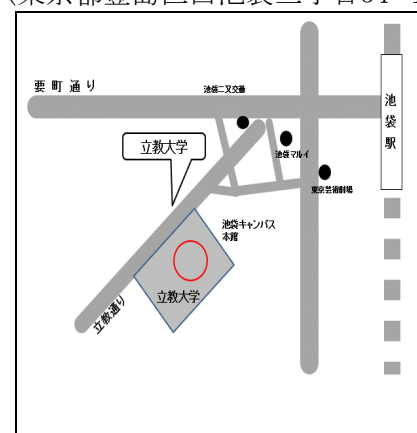 要町通り
池袋二又交番
池袋駅
立教大学
池袋マルイ
東京芸術劇場
池袋キャンパス
本館
立教大学
立教通り